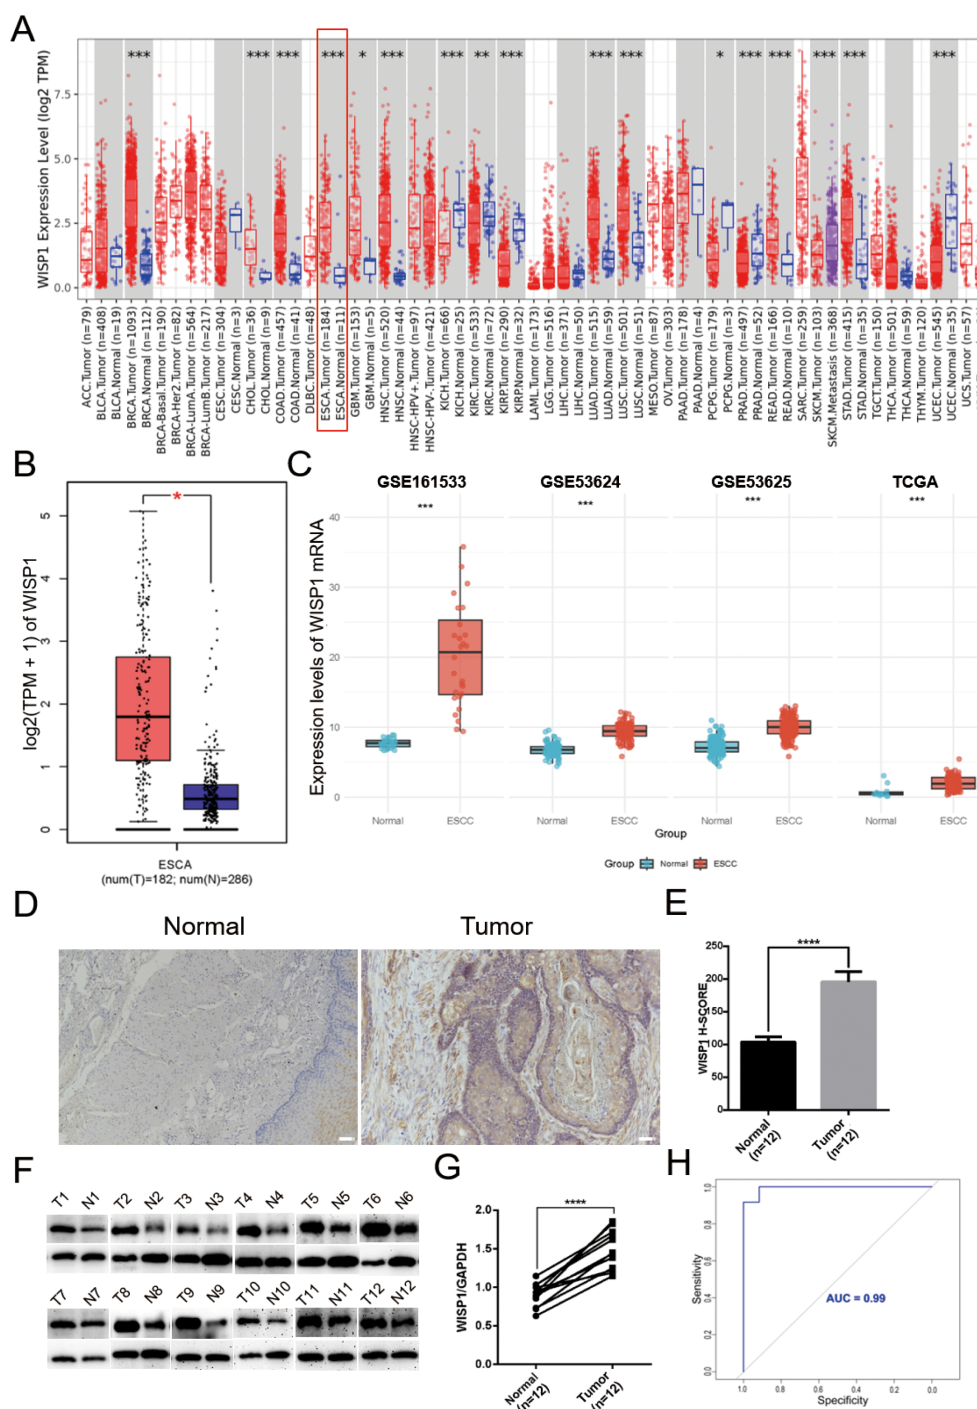 A
WISP1 Expression Level (log2 TPM)
*** *** *** *** * *** *** ** *** *** *** * *** *** *** *** ***
7.5
5.0
2.5
0.0
ACC.Tumor (n=79)
BLCA.Tumor (n=408)
BLCA.Normal (n=19)
BRCA.Tumor (n=1093)
BRCA.Normal (n=112)
BRCA-Basal.Tumor (n=190)
BRCA-Her2.Tumor (n=82)
BRCA-LumA.Tumor (n=564)
BRCA-LumB.Tumor (n=217)
CESC.Tumor (n=304)
CESC.Normal (n=3)
CHOL.Tumor (n=36)
CHOL.Normal (n=9)
COAD.Tumor (n=457)
COAD.Normal (n=41)
DLBC.Tumor (n=48)
ESCA.Tumor (n=184)
ESCA.Normal (n=11)
GBM.Tumor (n=153)
GBM.Normal (n=5)
HNSC.Tumor (n=520)
HNSC.Normal (n=44)
HNSC-HPV+.Tumor (n=97)
HNSC-HPV-.Tumor (n=421)
KICH.Tumor (n=66)
KICH.Normal (n=25)
KIRC.Tumor (n=533)
KIRC.Normal (n=72)
KIRP.Tumor (n=290)
KIRP.Normal (n=32)
LAML.Tumor (n=173)
LGG.Tumor (n=516)
LIHC.Tumor (n=371)
LIHC.Normal (n=50)
LUAD.Tumor (n=515)
LUAD.Normal (n=59)
LUSC.Tumor (n=501)
LUSC.Normal (n=51)
MESO.Tumor (n=87)
OV.Tumor (n=303)
PAAD.Tumor (n=178)
PAAD.Normal (n=4)
PCPG.Tumor (n=179)
PCPG.Normal (n=3)
PRAD.Tumor (n=497)
PRAD.Normal (n=52)
READ.Tumor (n=166)
READ.Normal (n=10)
SARC.Tumor (n=259)
SKCM.Tumor (n=103)
SKCM.Metastasis (n=368)
STAD.Tumor (n=415)
STAD.Normal (n=35)
TGCT.Tumor (n=150)
THCA.Tumor (n=501)
THCA.Normal (n=59)
THYM.Tumor (n=120)
UCEC.Tumor (n=545)
UCEC.Normal (n=35)
UCS.Tumor (n=57)
B
log2(TPM + 1) of WISP1
*
5
4
3
2
1
0
ESCA
(num(T)=182; num(N)=286)
C
GSE161533 GSE53624 GSE53625 TCGA
*** *** *** ***
Expression levels of WISP1 mRNA
40
30
20
10
0
Normal ESCC Normal ESCC Normal ESCC Normal ESCC
Group
Group Normal ESCC
D
Normal Tumor
E
WISP1 H-SCORE
****
250
200
150
100
50
0
Normal (n=12)
Tumor (n=12)
F
T1 N1 T2 N2 T3 N3 T4 N4 T5 N5 T6 N6
T7 N7 T8 N8 T9 N9 T10 N10 T11 N11 T12 N12
G
WISP1/GAPDH
****
2.0
1.5
1.0
0.5
0.0
Normal (n=12)
Tumor (n=12)
H
Sensitivity
1.0
0.8
0.6
0.4
0.2
0.0
AUC = 0.99
1.0 0.8 0.6 0.4 0.2 0.0
Specificity